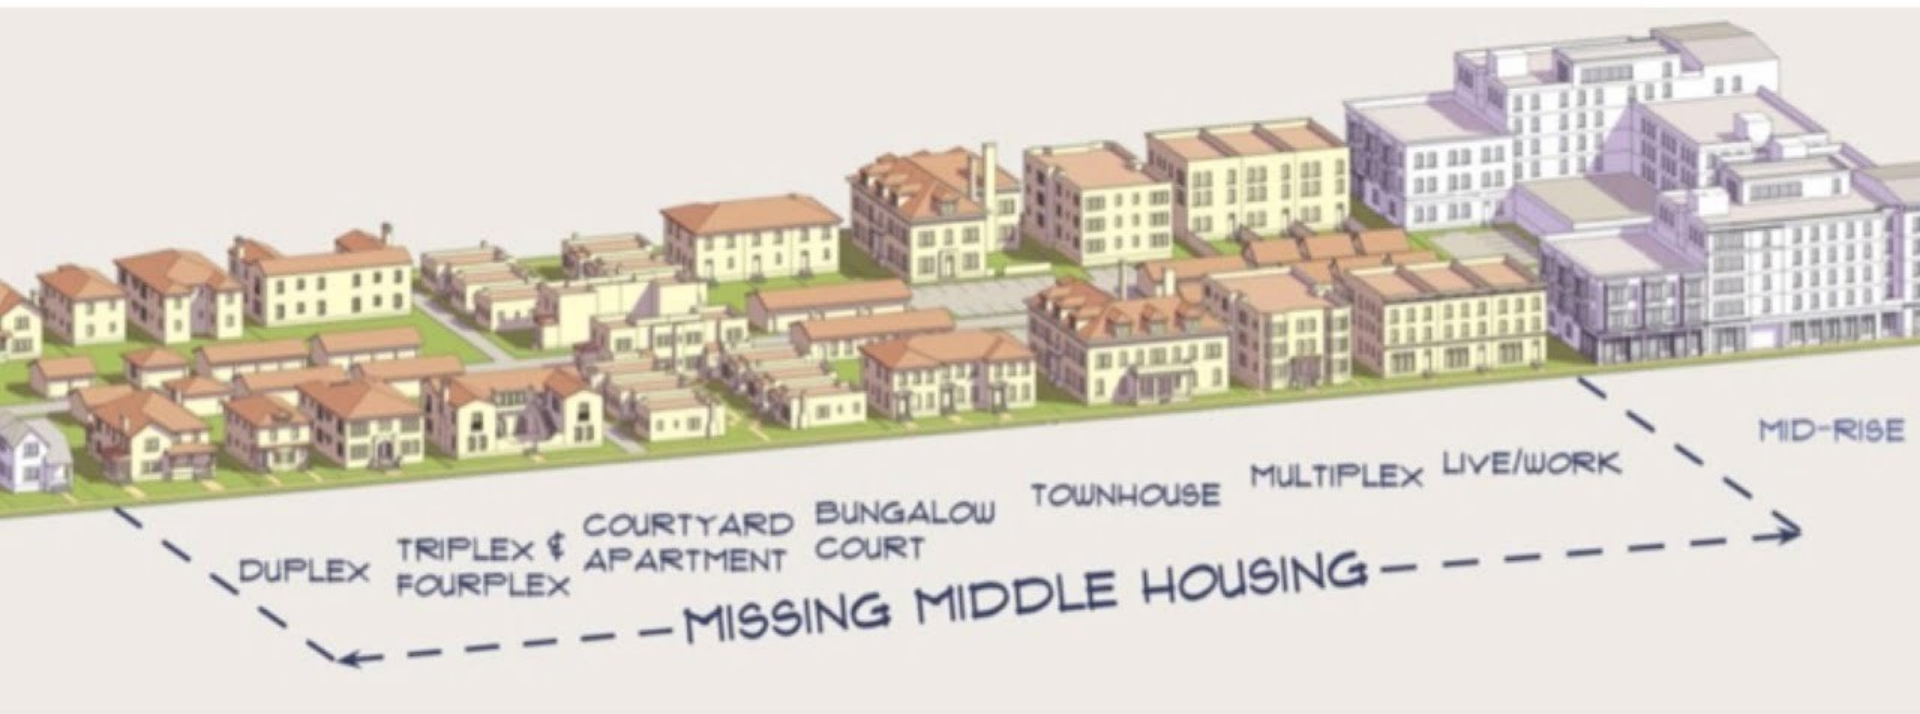 DUPLEX
TRIPLEX &
FOURPLEX
COURTYARD
APARTMENT
BUNGALOW
COURT
TOWNHOUSE
MULTIPLEX
LIVE/WORK
MID-RISE
MISSING MIDDLE HOUSING